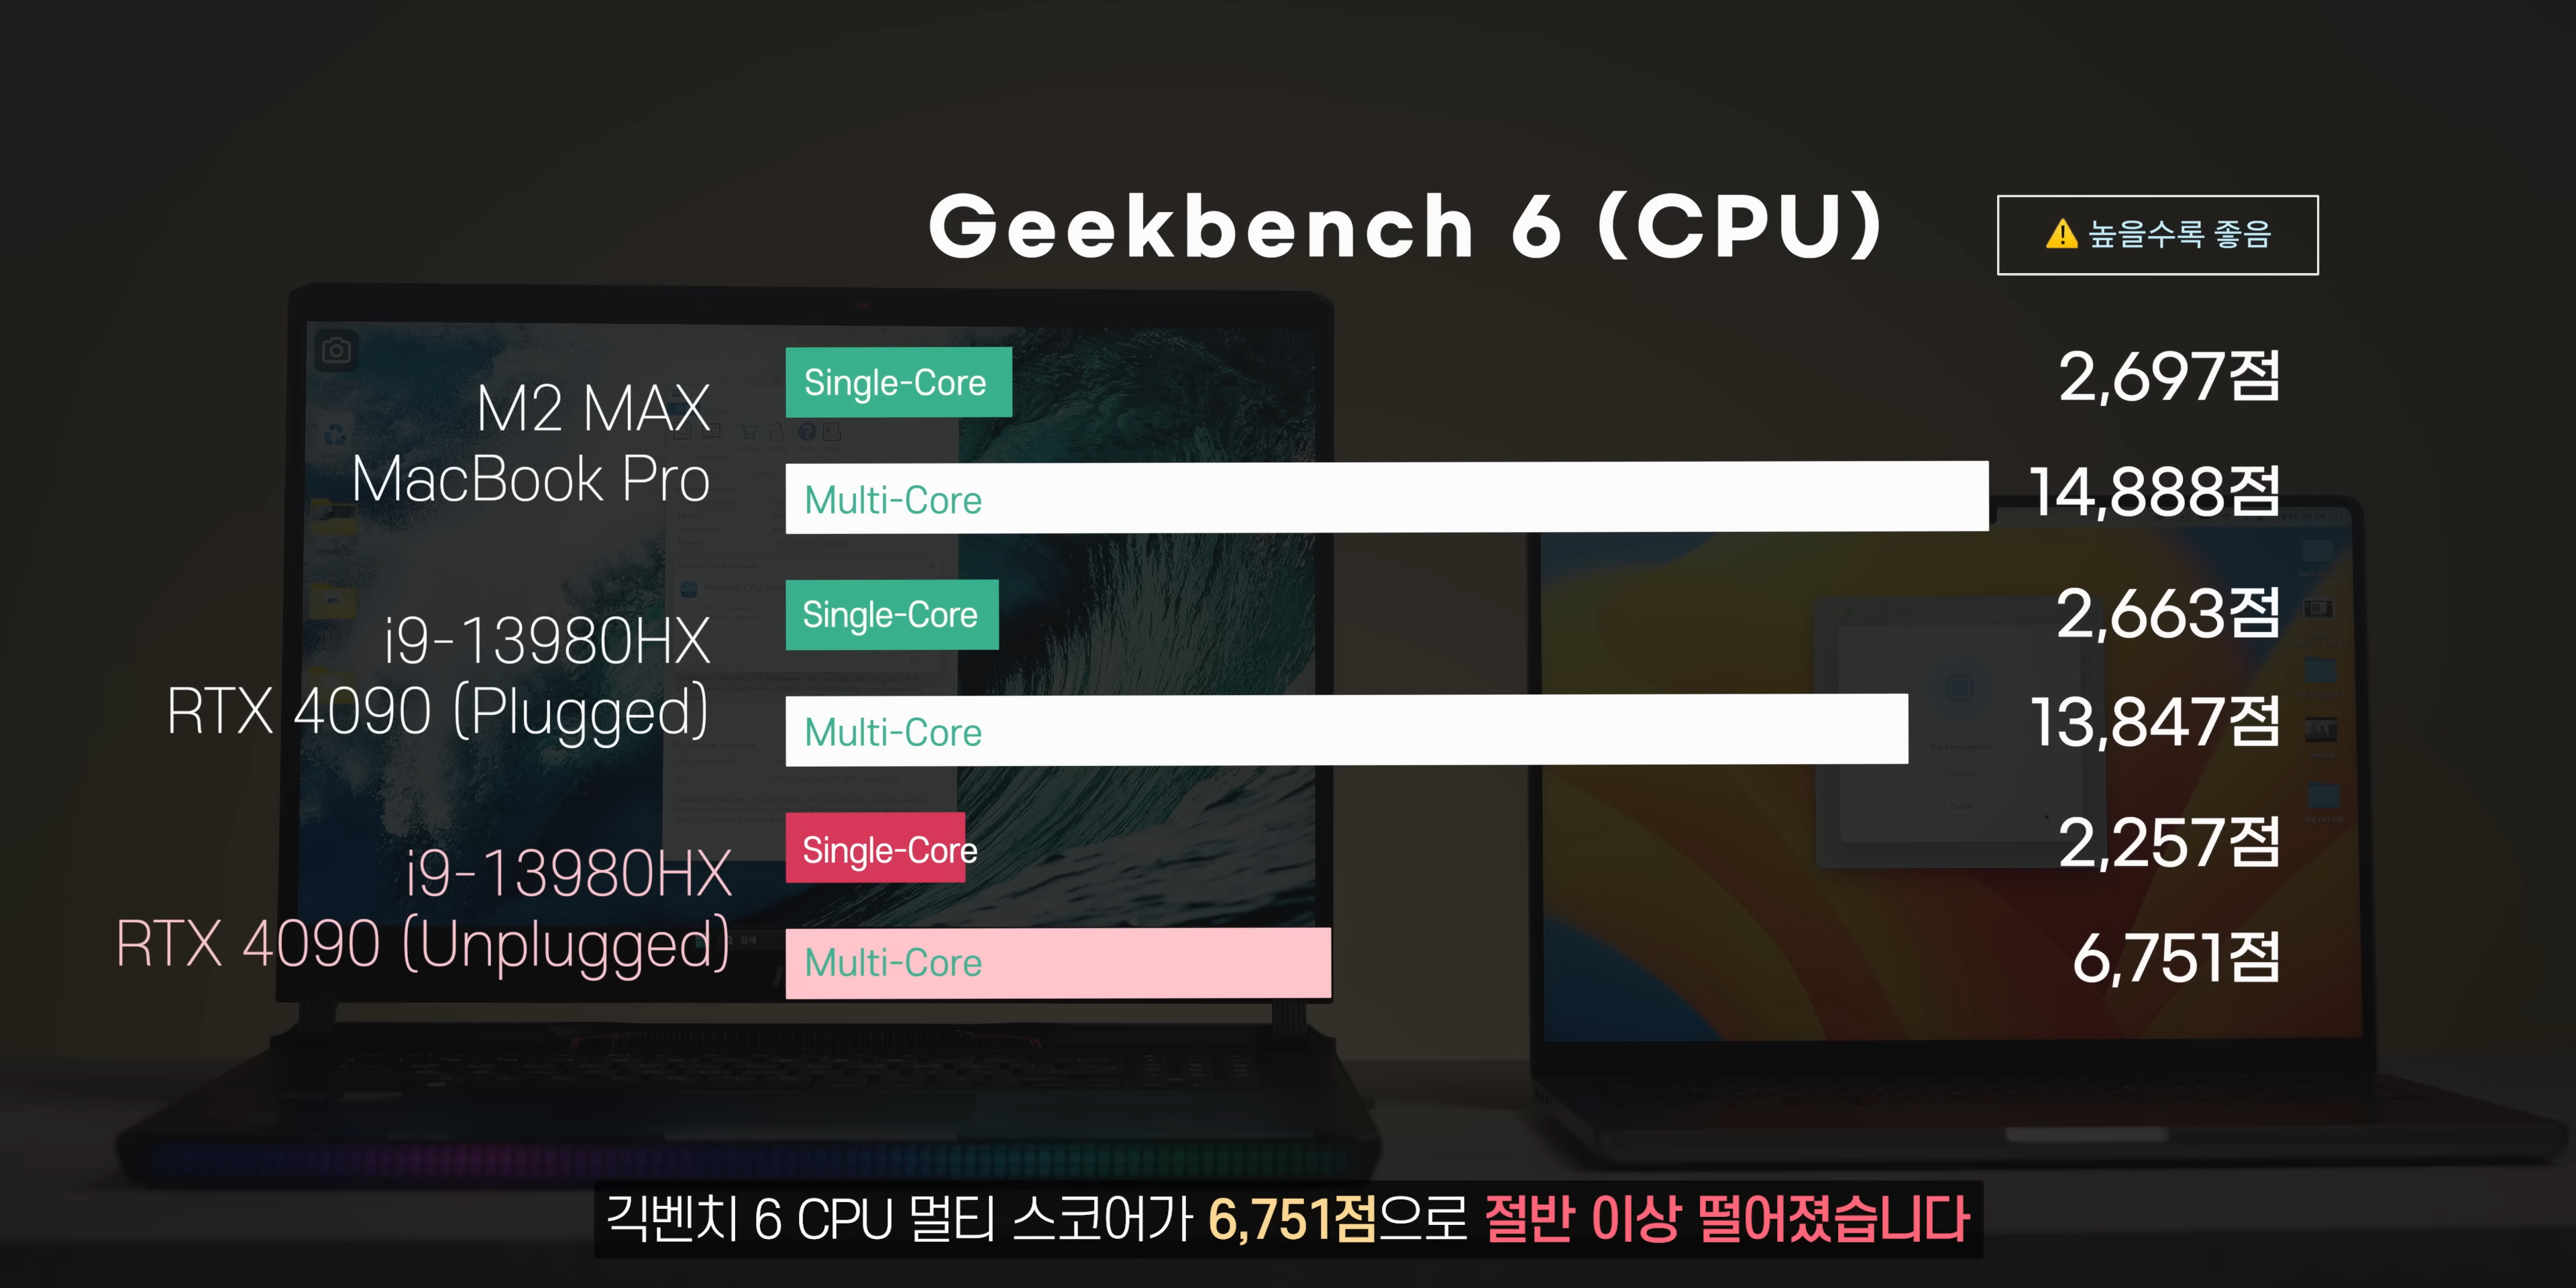 Geekbench 6 (CPU)
⚠️ 높을수록 좋음
M2 MAX
MacBook Pro
Single-Core
2,697점
Multi-Core
14,888점
i9-13980HX
RTX 4090 (Plugged)
Single-Core
2,663점
Multi-Core
13,847점
i9-13980HX
RTX 4090 (Unplugged)
Single-Core
2,257점
Multi-Core
6,751점
긱벤치 6 CPU 멀티 스코어가 6,751점으로 절반 이상 떨어졌습니다